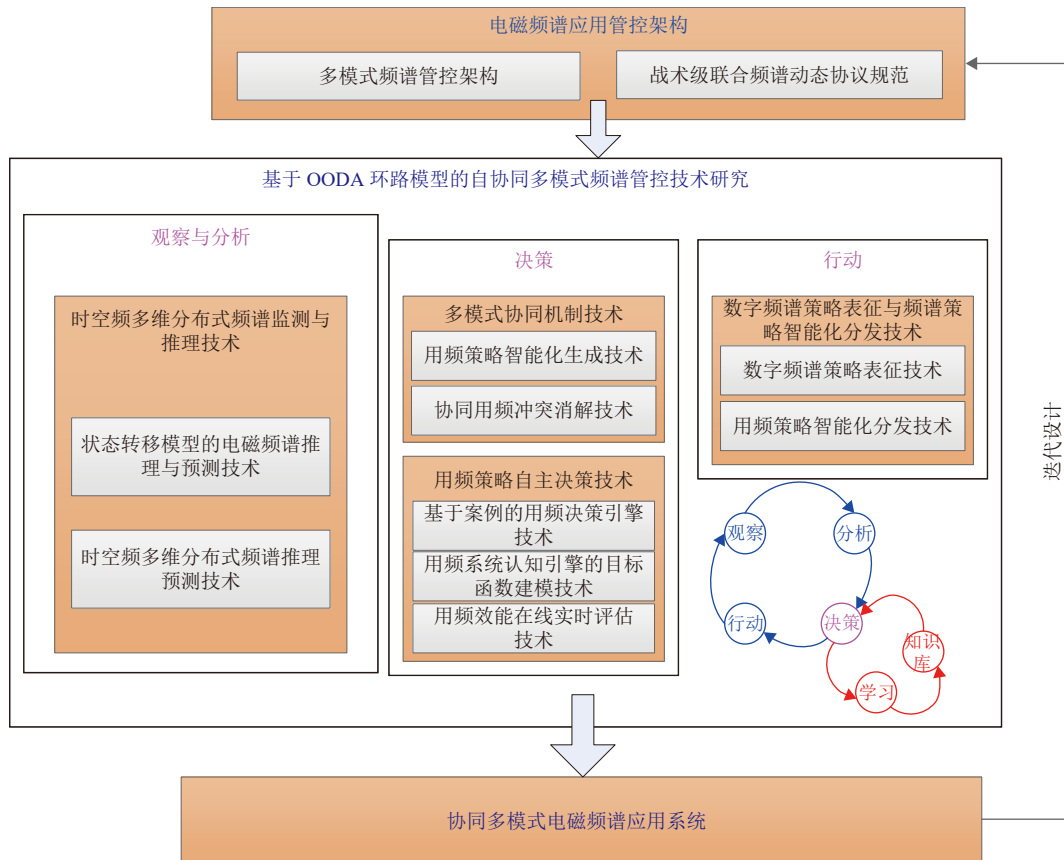 电磁频谱应用管控架构
多模式频谱管控架构
战术级联合频谱动态协议规范
基于 OODA 环路模型的自协同多模式频谱管控技术研究
观察与分析
时空频多维分布式频谱监测与
推理技术
状态转移模型的电磁频谱推
理与预测技术
时空频多维分布式频谱推理
预测技术
决策
多模式协同机制技术
用频策略智能化生成技术
协同用频冲突消解技术
用频策略自主决策技术
基于案例的用频决策引擎
技术
用频系统认知引擎的目标
函数建模技术
用频效能在线实时评估
技术
行动
数字频谱策略表征与频谱策
略智能化分发技术
数字频谱策略表征技术
用频策略智能化分发技术
观察
分析
行动
决策
知识
库
学习
迭代设计
协同多模式电磁频谱应用系统